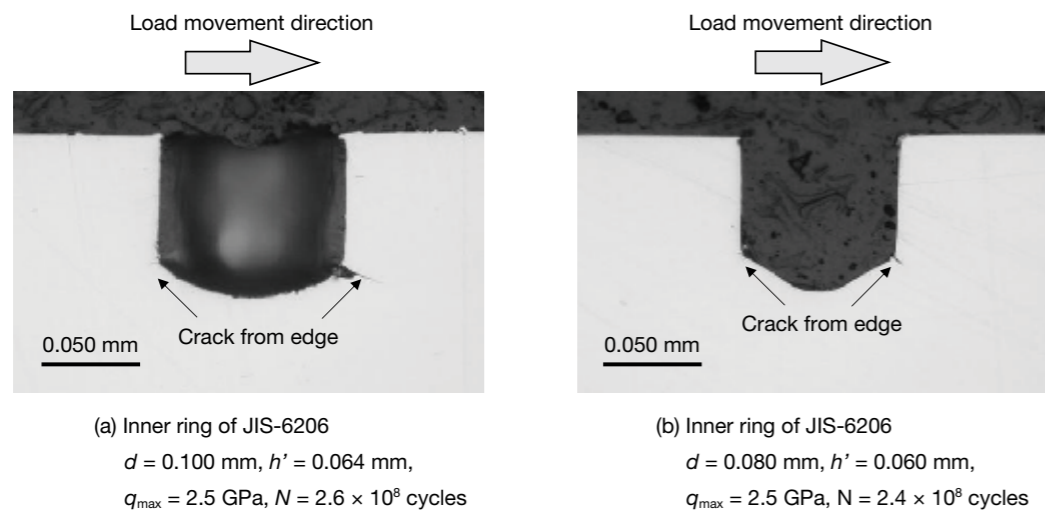 Load movement direction
Crack from edge
0.050 mm
(a) Inner ring of JIS-6206
d = 0.100 mm, h’ = 0.064 mm,
qmax = 2.5 GPa, N = 2.6 × 10⁸ cycles
Load movement direction
Crack from edge
0.050 mm
(b) Inner ring of JIS-6206
d = 0.080 mm, h’ = 0.060 mm,
qmax = 2.5 GPa, N = 2.4 × 10⁸ cycles